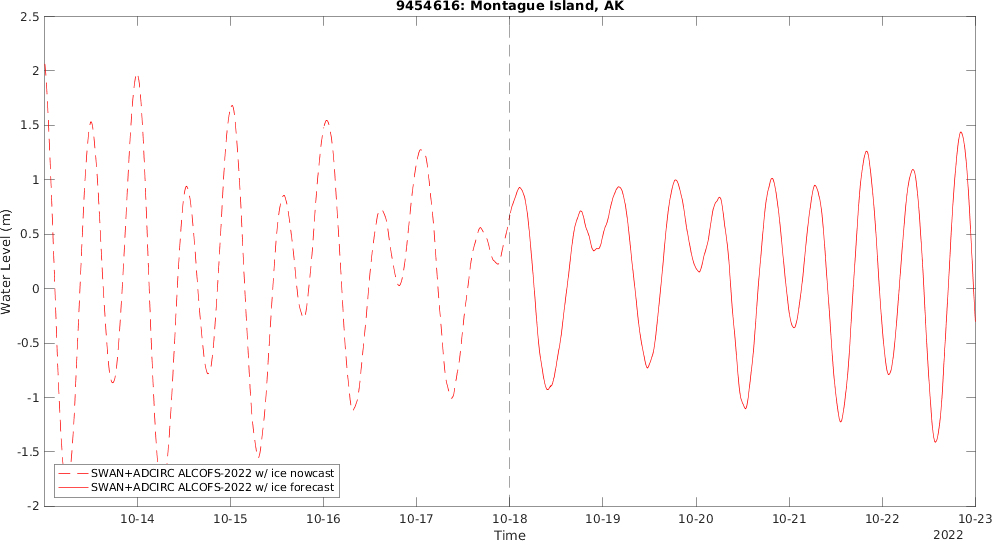 9454616: Montague Island, AK
2.5
2
1.5
1
0.5
0
-0.5
-1
-1.5
-2
Water Level (m)
SWAN+ADCIRC ALCOFS-2022 w/ ice nowcast
SWAN+ADCIRC ALCOFS-2022 w/ ice forecast
10-14 10-15 10-16 10-17 10-18 10-19 10-20 10-21 10-22 10-23
Time
2022